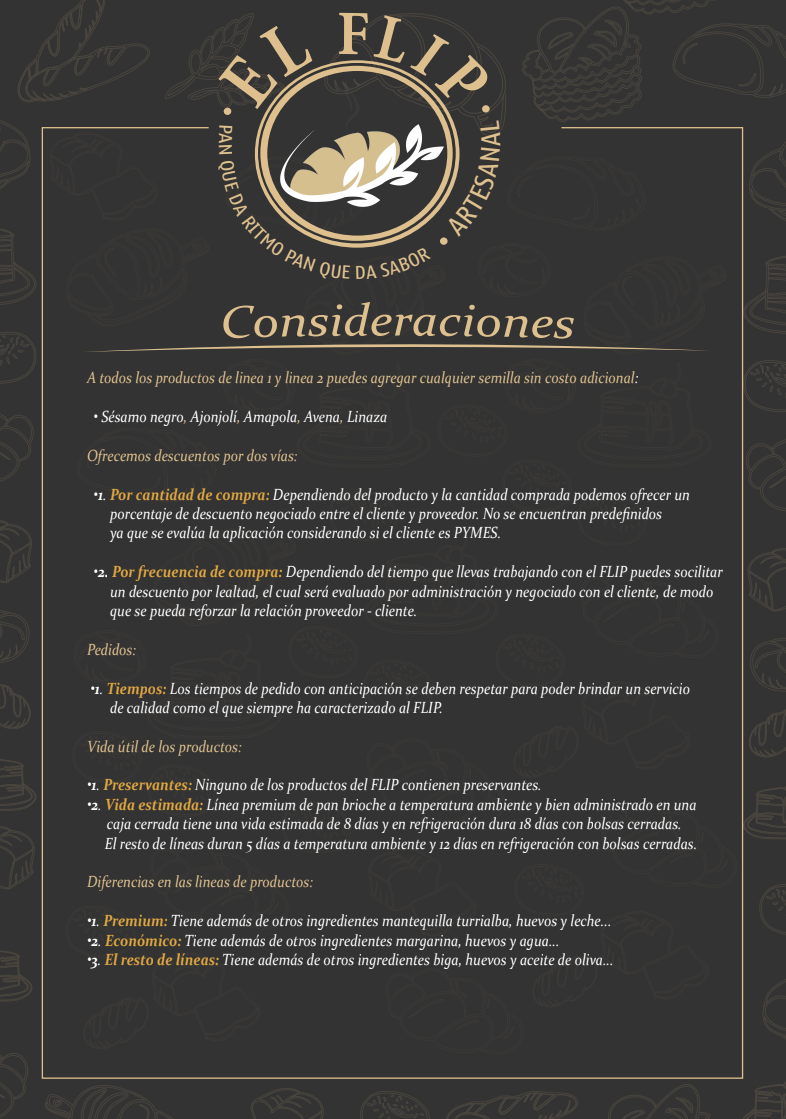 EL FLIP
PAN QUE DA RITMO PAN QUE DA SABOR
• ARTESANAL •
Consideraciones
A todos los productos de linea 1 y linea 2 puedes agregar cualquier semilla sin costo adicional:
• Sésamo negro, Ajonjolí, Amapola, Avena, Linaza
Ofrecemos descuentos por dos vías:
•1. Por cantidad de compra: Dependiendo del producto y la cantidad comprada podemos ofrecer un
porcentaje de descuento negociado entre el cliente y proveedor. No se encuentran predefinidos
ya que se evalúa la aplicación considerando si el cliente es PYMES.
•2. Por frecuencia de compra: Dependiendo del tiempo que llevas trabajando con el FLIP puedes socilitar
un descuento por lealtad, el cual será evaluado por administración y negociado con el cliente, de modo
que se pueda reforzar la relación proveedor - cliente.
Pedidos:
•1. Tiempos: Los tiempos de pedido con anticipación se deben respetar para poder brindar un servicio
de calidad como el que siempre ha caracterizado al FLIP.
Vida útil de los productos:
•1. Preservantes: Ninguno de los productos del FLIP contienen preservantes.
•2. Vida estimada: Línea premium de pan brioche a temperatura ambiente y bien administrado en una
caja cerrada tiene una vida estimada de 8 días y en refrigeración dura 18 días con bolsas cerradas.
El resto de líneas duran 5 días a temperatura ambiente y 12 días en refrigeración con bolsas cerradas.
Diferencias en las lineas de productos:
•1. Premium: Tiene además de otros ingredientes mantequilla turrialba, huevos y leche...
•2. Económico: Tiene además de otros ingredientes margarina, huevos y agua...
•3. El resto de líneas: Tiene además de otros ingredientes biga, huevos y aceite de oliva...